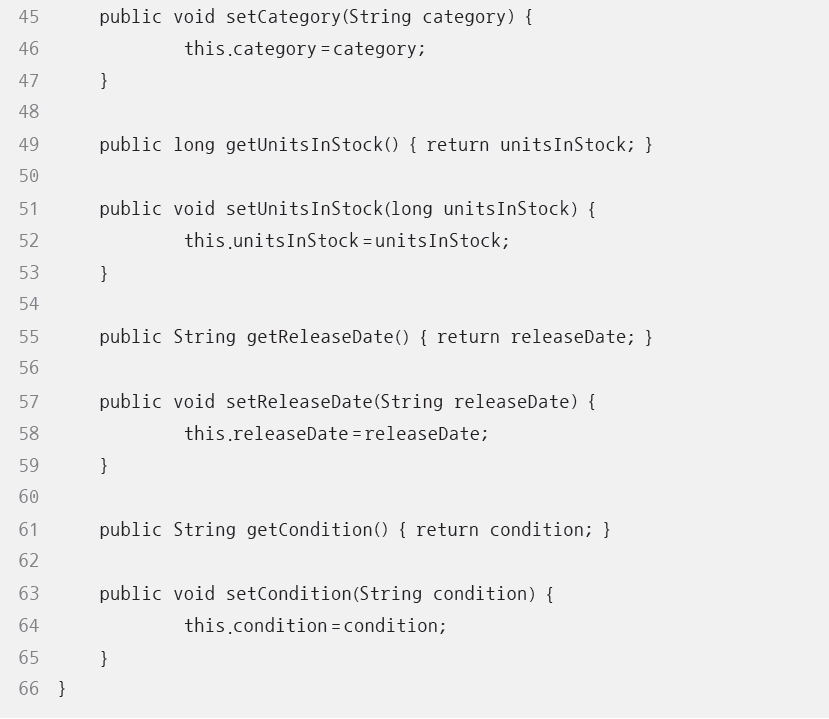 45 public void setCategory(String category) {
46 this.category=category;
47 }
48
49 public long getUnitsInStock() { return unitsInStock; }
50
51 public void setUnitsInStock(long unitsInStock) {
52 this.unitsInStock=unitsInStock;
53 }
54
55 public String getReleaseDate() { return releaseDate; }
56
57 public void setReleaseDate(String releaseDate) {
58 this.releaseDate=releaseDate;
59 }
60
61 public String getCondition() { return condition; }
62
63 public void setCondition(String condition) {
64 this.condition=condition;
65 }
66 }